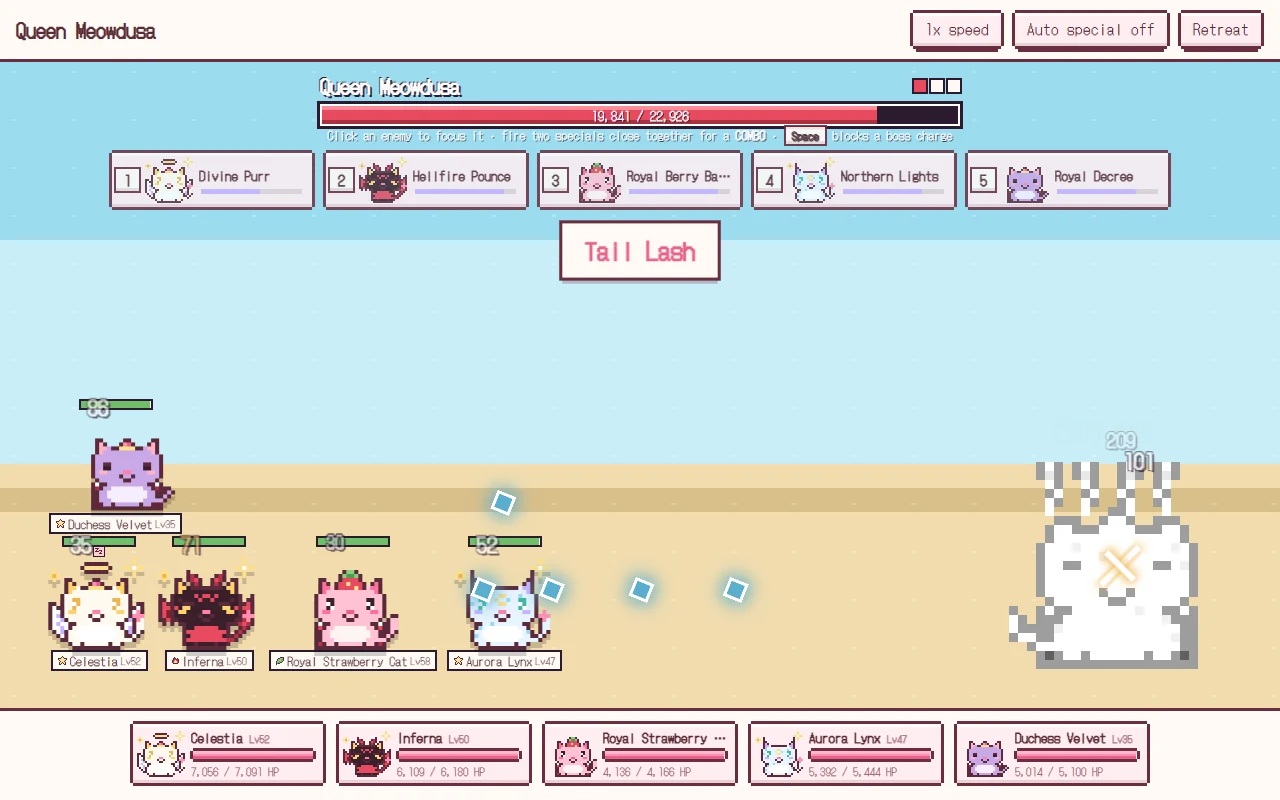 Queen Meowdusa
1x speed
Auto special off
Retreat
Queen Meowdusa
19,841 / 22,926
Click an enemy to focus it · fire two specials close together for a COMBO · Space blocks a boss charge
1 Divine Purr
2 Hellfire Pounce
3 Royal Berry Ba…
4 Northern Lights
5 Royal Decree
Tail Lash
86
209
101
Duchess Velvet Lv35
35
71
30
52
Celestia Lv52
Inferna Lv50
Royal Strawberry Cat Lv58
Aurora Lynx Lv47
Celestia Lv52
7,056 / 7,091 HP
Inferna Lv50
6,109 / 6,180 HP
Royal Strawberry …
4,136 / 4,166 HP
Aurora Lynx Lv47
5,392 / 5,444 HP
Duchess Velvet Lv35
5,014 / 5,100 HP